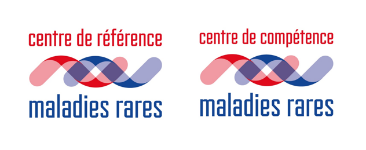 centre de référence
maladies rares
centre de compétence
maladies rares